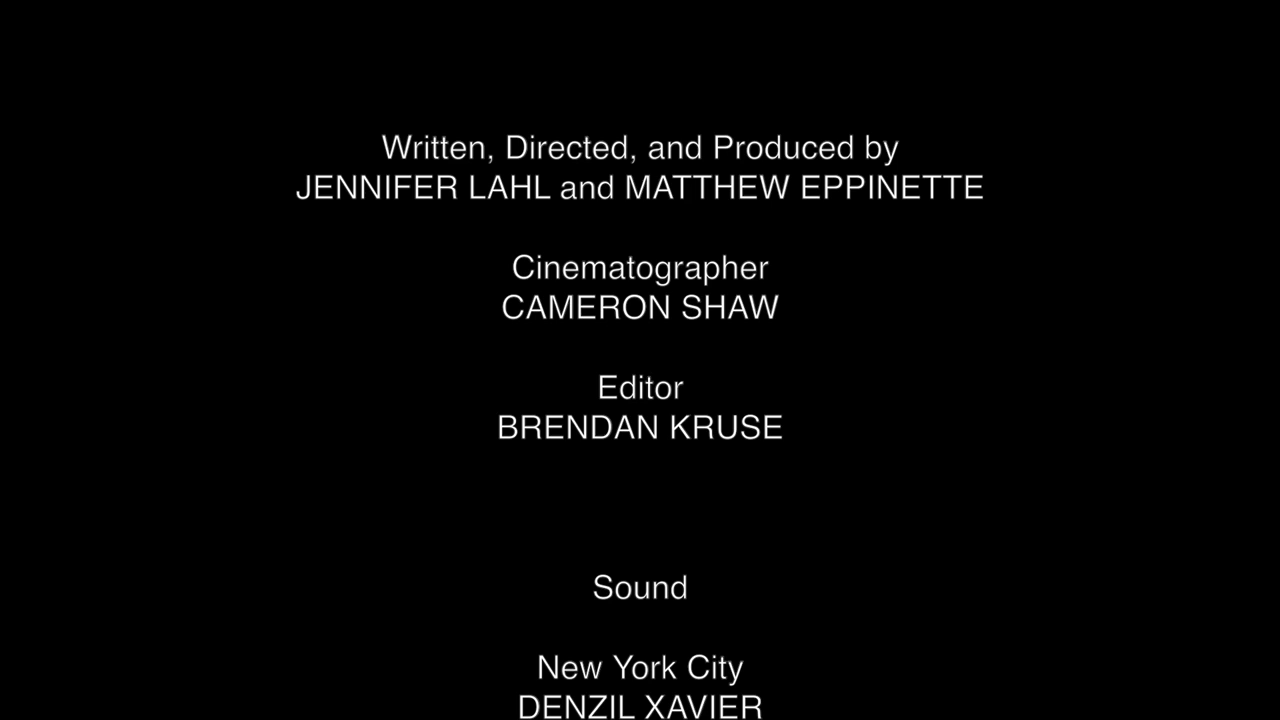 Written, Directed, and Produced by
JENNIFER LAHL and MATTHEW EPPINETTE
Cinematographer
CAMERON SHAW
Editor
BRENDAN KRUSE
Sound
New York City
DENZIL XAVIER